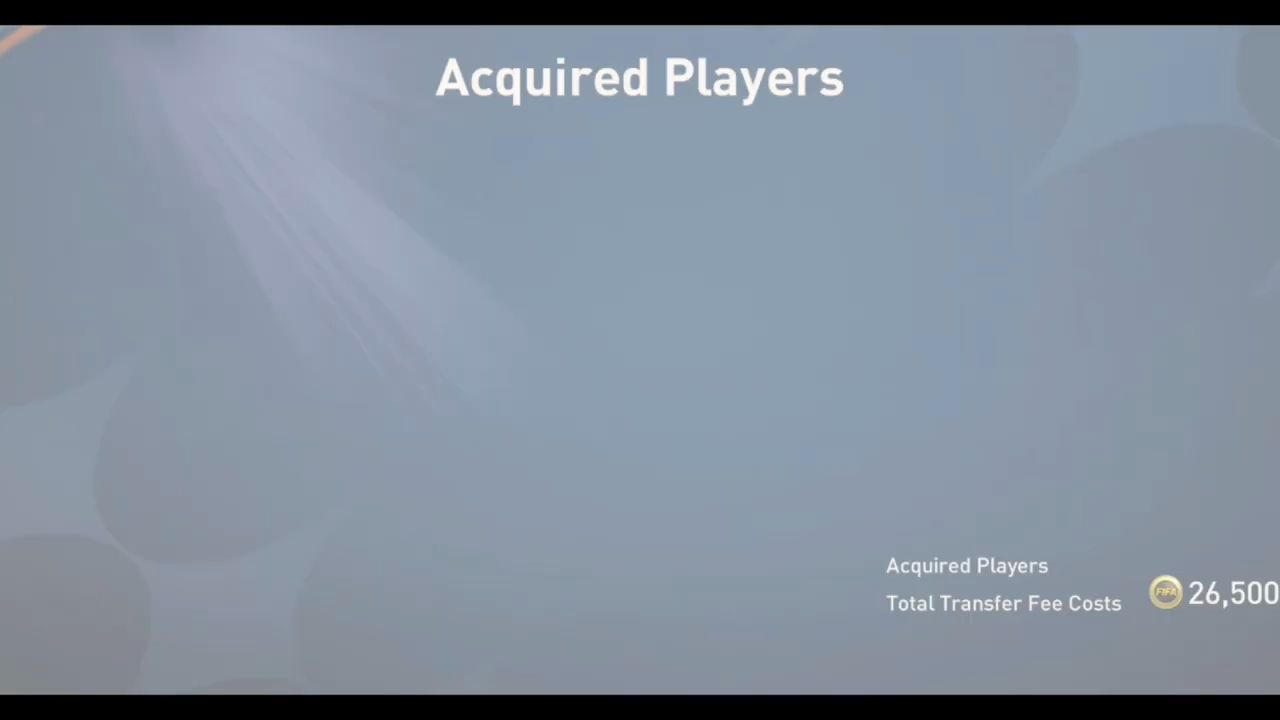 Acquired Players
Acquired Players
Total Transfer Fee Costs
FIFA 26,500